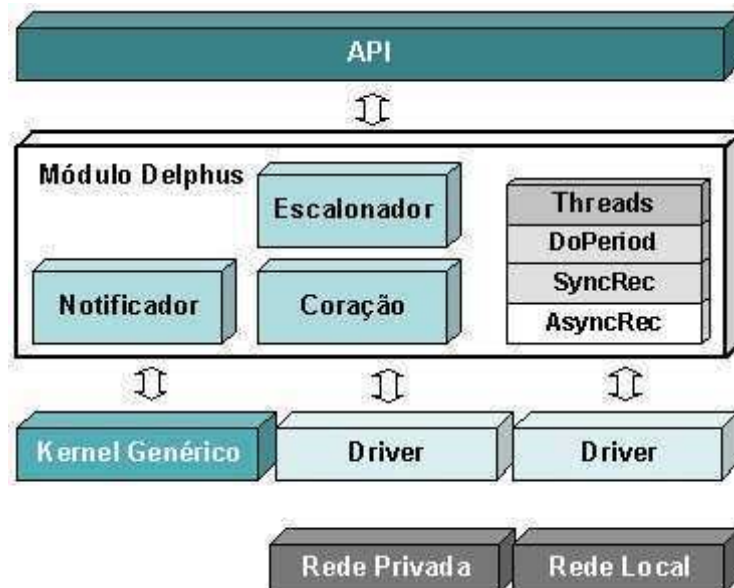 API
Módulo Delphus
Escalonador
Notificador
Coração
Threads
DoPeriod
SyncRec
AsyncRec
Kernel Genérico
Driver
Driver
Rede Privada
Rede Local